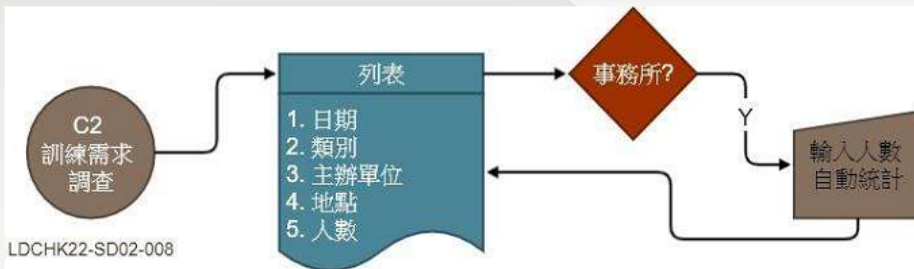 C2
訓練需求
調查
LDCHK22-SD02-008
列表
1. 日期
2. 類別
3. 主辦單位
4. 地點
5. 人數
事務所?
Y
輸入人數
自動統計